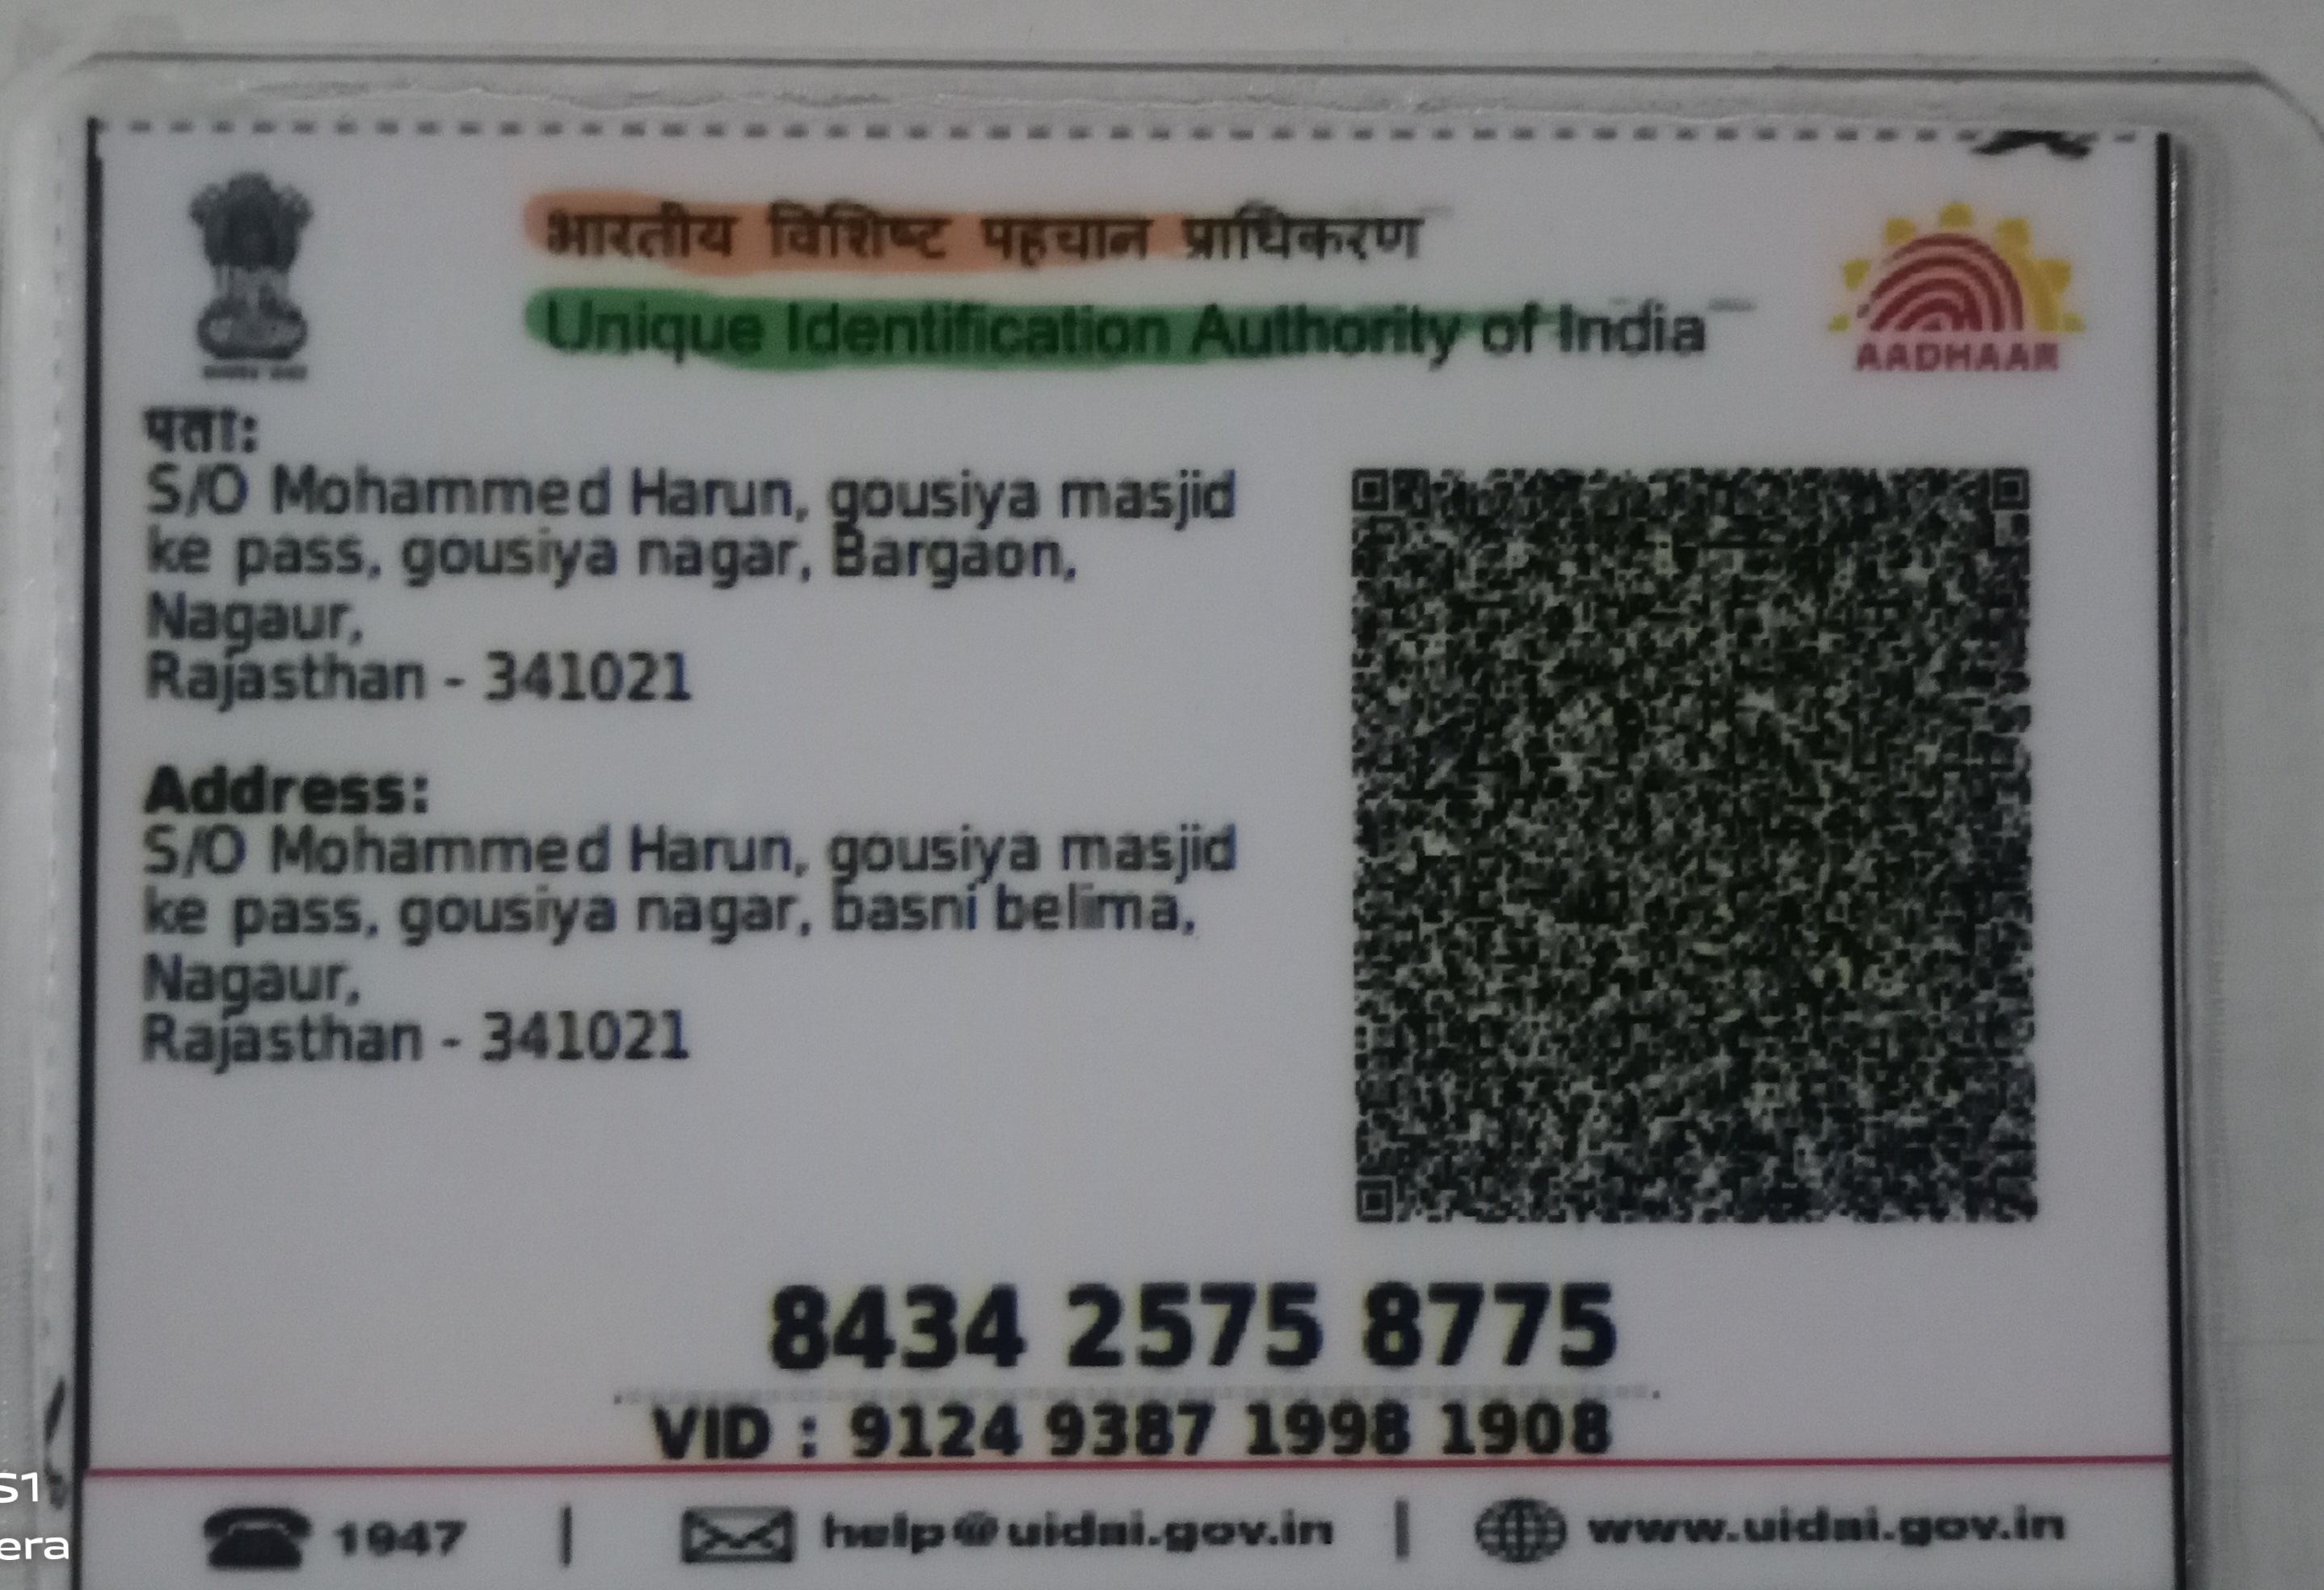 भारतीय विशिष्ट पहचान प्राधिकरण
Unique Identification Authority of India
AADHAAR
पता:
S/O Mohammed Harun, gousiya masjid
ke pass, gousiya nagar, Bargaon,
Nagaur,
Rajasthan - 341021
Address:
S/O Mohammed Harun, gousiya masjid
ke pass, gousiya nagar, basni belima,
Nagaur,
Rajasthan - 341021
8434 2575 8775
VID : 9124 9387 1998 1908
1947 | help@uidai.gov.in | www.uidai.gov.in
S1
era